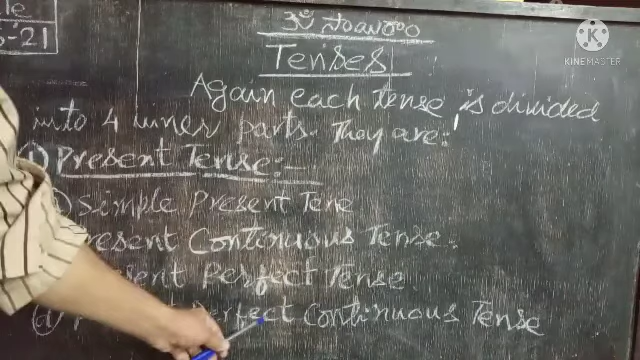 ఓం సాయిరాం
Tenses
Again each tense is divided
into 4 inner parts. They are:
1) Present Tense:-
Simple Present Tene
resent Continuous Tense.
sent Perfect Tense
d) Perfect Continuous Tense
KINEMASTER